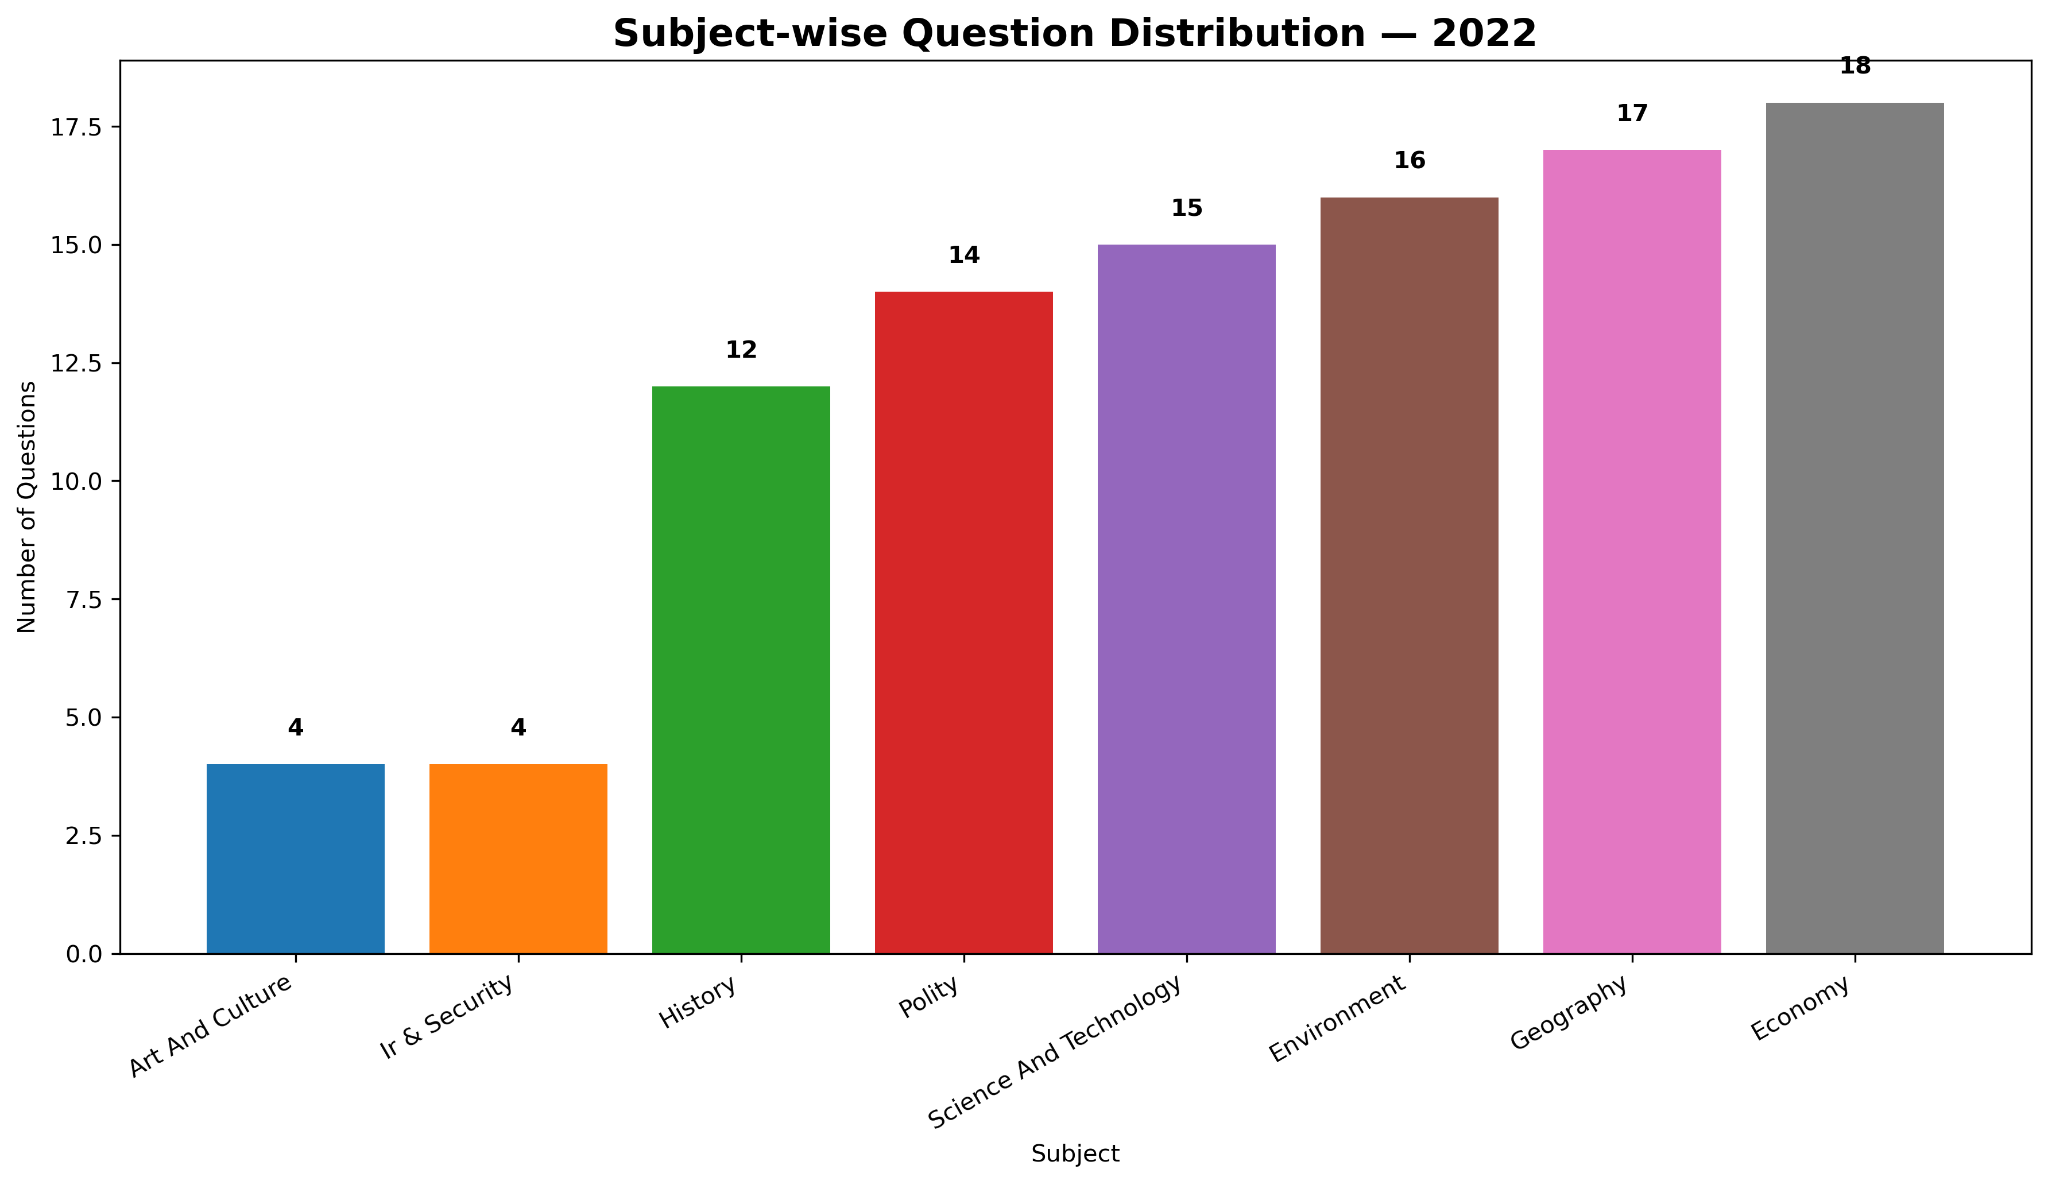 Subject-wise Question Distribution — 2022
18
17
16
15
14
12
4
4
17.5
15.0
12.5
10.0
7.5
5.0
2.5
0.0
Number of Questions
Art And Culture
Ir & Security
History
Polity
Science And Technology
Environment
Geography
Economy
Subject